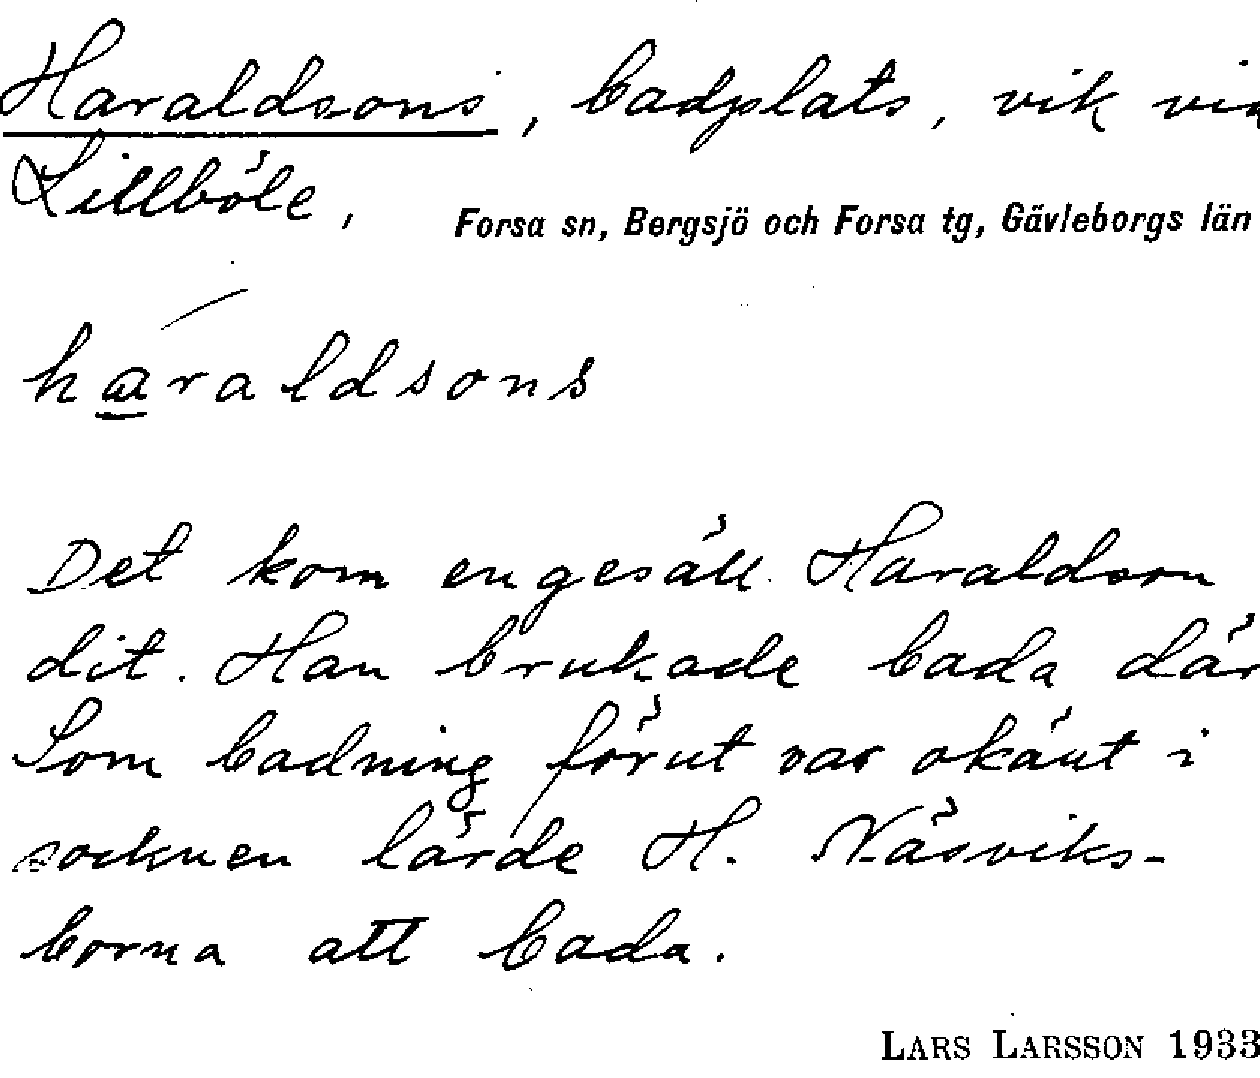 Haraldsons, badplats, vik vid
Lillböle,
Forsa sn, Bergsjö och Forsa tg, Gävleborgs län
haraldsons
Det kom en gesäll Haraldson
dit. Han brukade bada där
Som badning förut var okänt i
socknen lärde H. Näsviks-
borna att bada.
LARS LARSSON 1933